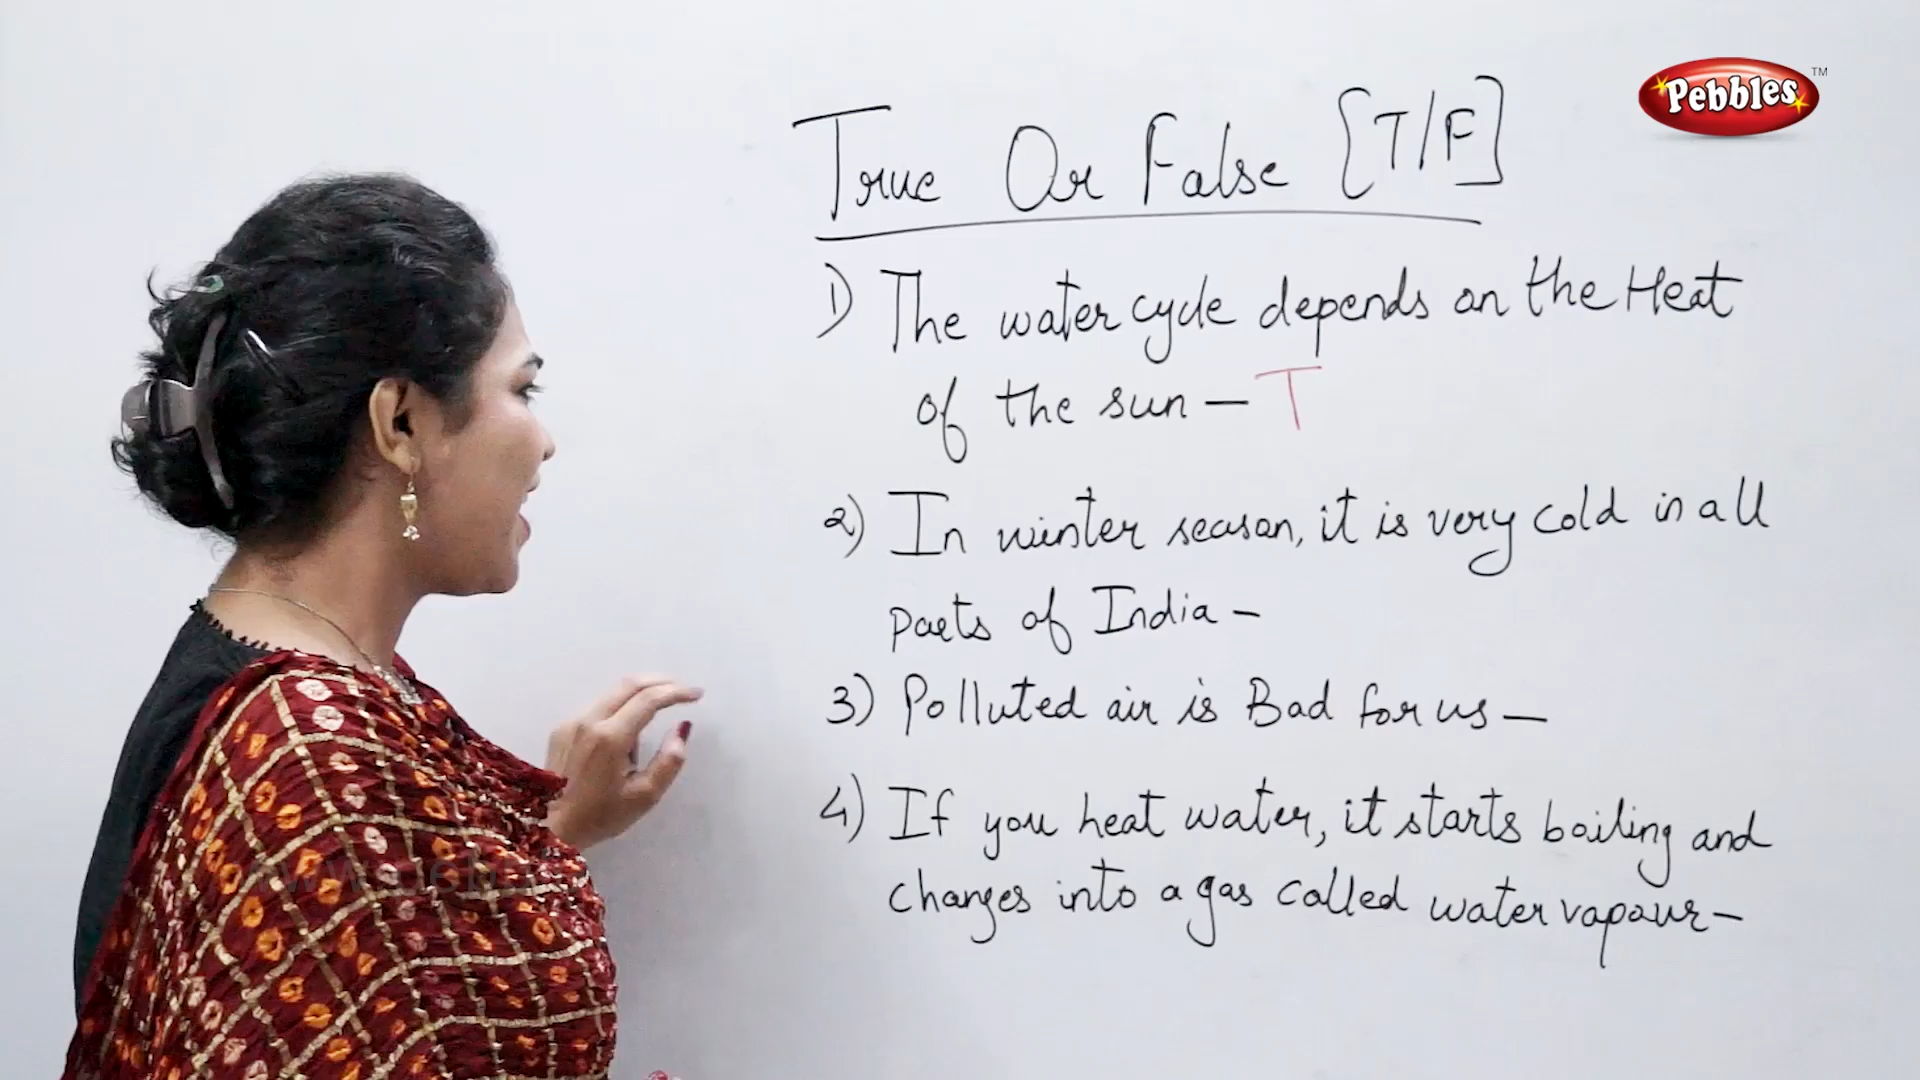 Pebbles TM
True Or False [T/F]
1) The water cycle depends on the Heat
of the sun - T
2) In winter season, it is very cold in all
parts of India -
3) Polluted air is Bad for us -
4) If you heat water, it starts boiling and
changes into a gas called water vapour -